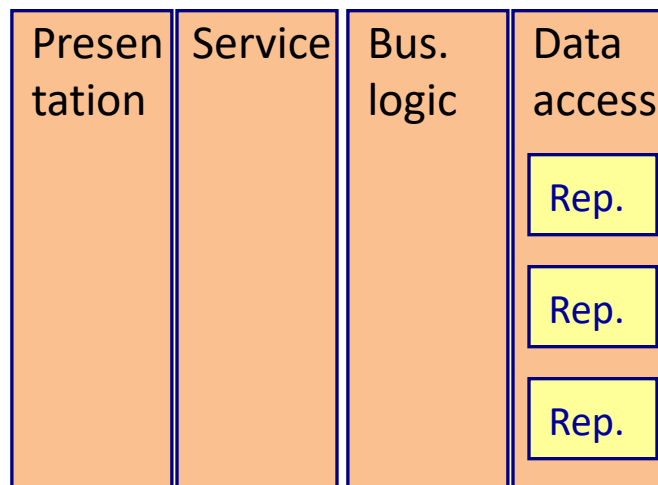 Presen
tation
Service
Bus.
logic
Data
access
Rep.
Rep.
Rep.